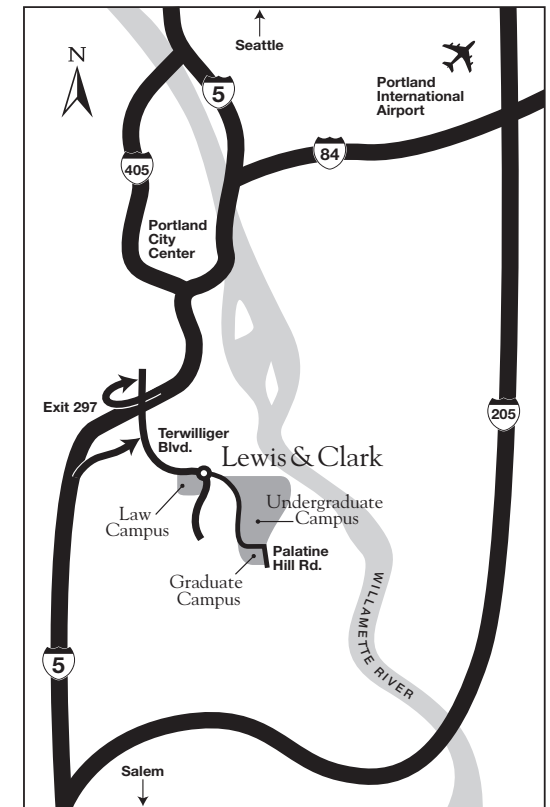 Seattle
N
5
Portland
International
Airport
84
405
Portland
City
Center
Exit 297
205
Terwilliger
Blvd.
Lewis & Clark
Law
Campus
Undergraduate
Campus
Palatine
Hill Rd.
Graduate
Campus
WILLAMETTE RIVER
5
Salem